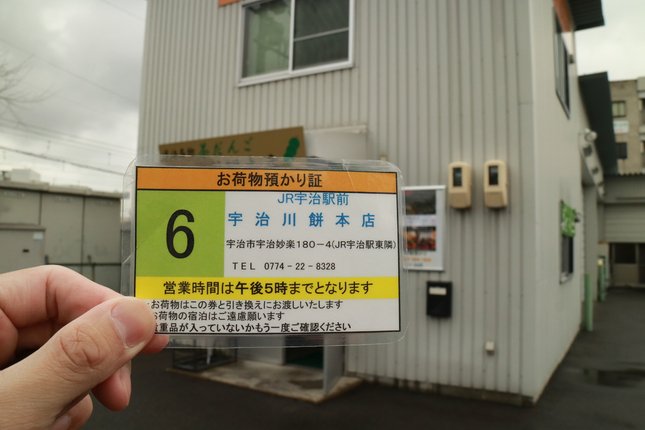 茶だんご
お荷物預かり証
6
JR宇治駅前
宇治川餅本店
宇治市宇治妙楽180－4(JR宇治駅東隣)
TEL 0774－22－8328
営業時間は午後5時までとなります
お荷物はこの券と引き換えにお渡しいたします
お荷物の宿泊はご遠慮願います
貴重品が入っていないかもう一度ご確認ください